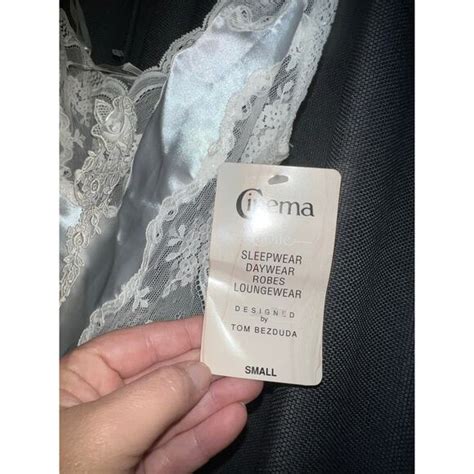 Cinema
SLEEPWEAR
DAYWEAR
ROBES
LOUNGEWEAR
DESIGNED
by
TOM BEZDUDA
SMALL